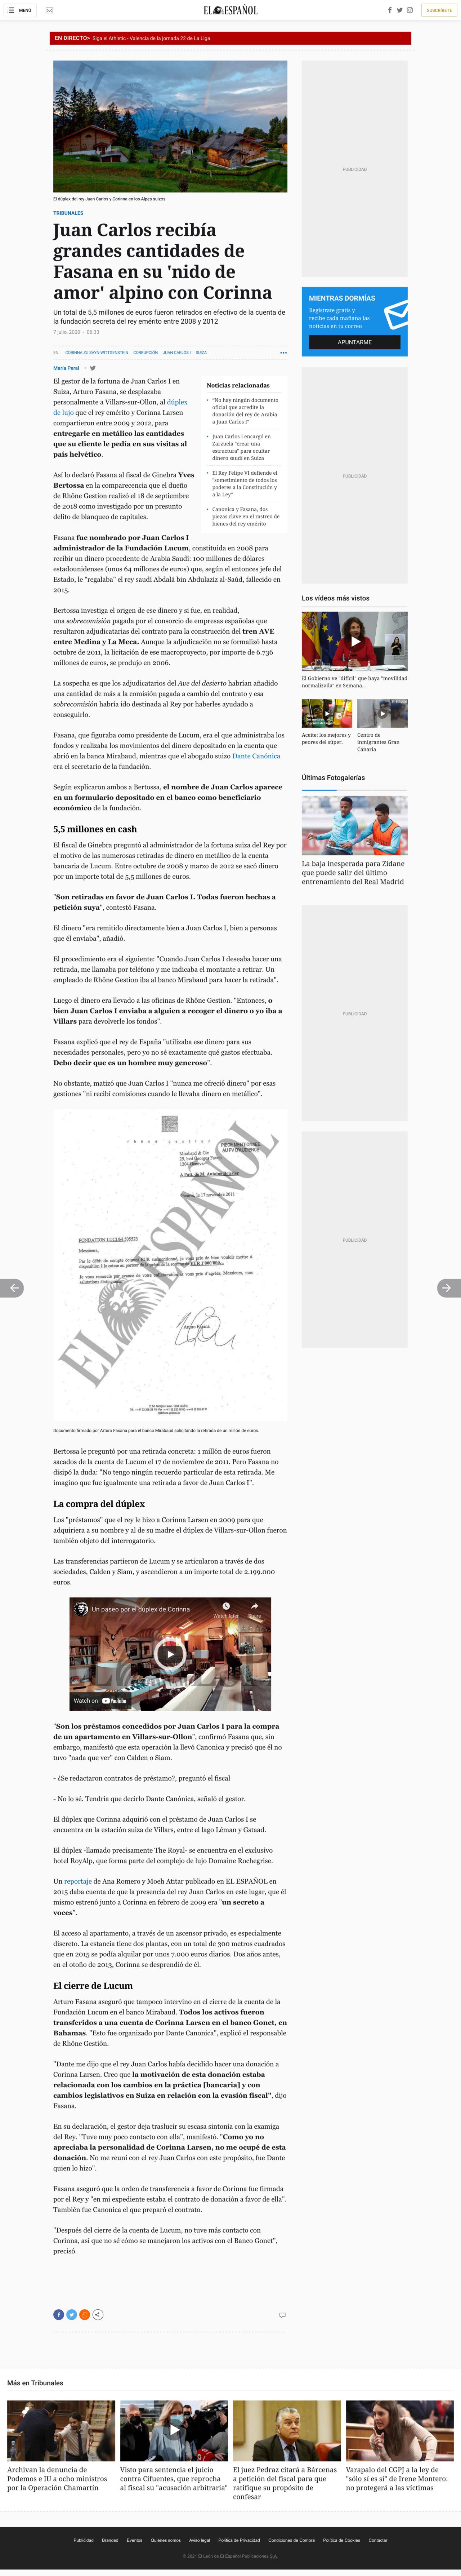 MENÚ
EL ESPAÑOL
SUSCRÍBETE
EN DIRECTO> Siga el Athletic - Valencia de la jornada 22 de La Liga
El dúplex del rey Juan Carlos y Corinna en los Alpes suizos
TRIBUNALES
Juan Carlos recibía
grandes cantidades de
Fasana en su 'nido de
amor' alpino con Corinna
Un total de 5,5 millones de euros fueron retirados en efectivo de la cuenta de
la fundación secreta del rey emérito entre 2008 y 2012
7 julio, 2020 - 06:33
EN: CORINNA ZU SAYN-WITTGENSTEIN CORRUPCIÓN JUAN CARLOS I SUIZA
María Peral
El gestor de la fortuna de Juan Carlos I en
Suiza, Arturo Fasana, se desplazaba
personalmente a Villars-sur-Ollon, al dúplex
de lujo que el rey emérito y Corinna Larsen
compartieron entre 2009 y 2012, para
entregarle en metálico las cantidades
que su cliente le pedía en sus visitas al
país helvético.
Noticias relacionadas
"No hay ningún documento
oficial que acredite la
donación del rey de Arabia
a Juan Carlos I"
Juan Carlos I encargó en
Zarzuela "crear una
estructura" para ocultar
dinero saudí en Suiza
El Rey Felipe VI defiende el
"sometimiento de todos los
poderes a la Constitución y
a la Ley"
Canonica y Fasana, dos
piezas clave en el rastreo de
bienes del rey emérito
Así lo declaró Fasana al fiscal de Ginebra Yves
Bertossa en la comparecencia que el dueño
de Rhône Gestion realizó el 18 de septiembre
de 2018 como investigado por un presunto
delito de blanqueo de capitales.
Fasana fue nombrado por Juan Carlos I
administrador de la Fundación Lucum, constituida en 2008 para
recibir un dinero procedente de Arabia Saudí: 100 millones de dólares
estadounidenses (unos 64 millones de euros) que, según el entonces jefe del
Estado, le "regalaba" el rey saudí Abdalá bin Abdulaziz al-Saúd, fallecido en
2015.
Bertossa investiga el origen de ese dinero y si fue, en realidad,
una sobrecomisión pagada por el consorcio de empresas españolas que
resultaron adjudicatarias del contrato para la construcción del tren AVE
entre Medina y La Meca. Aunque la adjudicación no se formalizó hasta
octubre de 2011, la licitación de ese macroproyecto, por importe de 6.736
millones de euros, se produjo en 2006.
La sospecha es que los adjudicatarios del Ave del desierto habrían añadido
una cantidad de más a la comisión pagada a cambio del contrato y esa
sobrecomisión habría ido destinada al Rey por haberles ayudado a
conseguirlo.
Fasana, que figuraba como presidente de Lucum, era el que administraba los
fondos y realizaba los movimientos del dinero dentro de la cuenta que
abrió en la banca Mirabaud, mientras que el abogado suizo Dante Canónica
era el secretario de la fundación.
Según explicaron ambos a Bertossa, el nombre de Juan Carlos aparece
en un formulario depositado en el banco como beneficiario
económico de la fundación.
5,5 millones en cash
El fiscal de Ginebra preguntó al administrador de la fortuna suiza del Rey por
el motivo de las numerosas retiradas de dinero en metálico de la cuenta
bancaria de Lucum. Entre octubre de 2008 y marzo de 2012 se sacó dinero
por un importe total de 5,5 millones de euros.
"Son retiradas en favor de Juan Carlos I. Todas fueron hechas a
petición suya", contestó Fasana.
El dinero "era remitido directamente bien a Juan Carlos I, bien a personas
que él enviaba", añadió.
El procedimiento era el siguiente: "Cuando Juan Carlos I deseaba hacer una
retirada, me llamaba por teléfono y me indicaba el montante a retirar. Un
empleado de Rhône Gestion iba al banco Mirabaud para hacer la retirada".
Luego el dinero era llevado a las oficinas de Rhône Gestion. "Entonces, o
bien Juan Carlos I enviaba a alguien a recoger el dinero o yo iba a
Villars para devolverle los fondos".
Fasana explicó que el rey de España "utilizaba ese dinero para sus
necesidades personales, pero yo no sé exactamente qué gastos efectuaba.
Debo decir que es un hombre muy generoso".
No obstante, matizó que Juan Carlos I "nunca me ofreció dinero" por esas
gestiones "ni recibí comisiones cuando le llevaba dinero en metálico".
PIECE MENTIONNEE
AU PV D'AUDIENCE
Genève, le 17 novembre 2011
FONDATION LUCUM 505523
Messieurs,
Arturo Fasana
EL ESPAÑOL
Documento firmado por Arturo Fasana para el banco Mirabaud solicitando la retirada de un millón de euros.
Bertossa le preguntó por una retirada concreta: 1 millón de euros fueron
sacados de la cuenta de Lucum el 17 de noviembre de 2011. Pero Fasana no
disipó la duda: "No tengo ningún recuerdo particular de esta retirada. Me
imagino que fue igualmente una retirada a favor de Juan Carlos I".
La compra del dúplex
Los "préstamos" que el rey le hizo a Corinna Larsen en 2009 para que
adquiriera a su nombre y al de su madre el dúplex de Villars-sur-Ollon fueron
también objeto del interrogatorio.
Las transferencias partieron de Lucum y se articularon a través de dos
sociedades, Calden y Siam, y ascendieron a un importe total de 2.199.000
euros.
Un paseo por el dúplex de Corinna
Watch later
Share
Watch on YouTube
"Son los préstamos concedidos por Juan Carlos I para la compra
de un apartamento en Villars-sur-Ollon", confirmó Fasana que, sin
embargo, manifestó que esta operación la llevó Canonica y precisó que él no
tuvo "nada que ver" con Calden o Siam.
- ¿Se redactaron contratos de préstamo?, preguntó el fiscal
- No lo sé. Tendría que decirlo Dante Canónica, señaló el gestor.
El dúplex que Corinna adquirió con el préstamo de Juan Carlos I se
encuentra en la estación suiza de Villars, entre el lago Léman y Gstaad.
El dúplex -llamado precisamente The Royal- se encuentra en el exclusivo
hotel RoyAlp, que forma parte del complejo de lujo Domaine Rochegrise.
Un reportaje de Ana Romero y Moeh Atitar publicado en EL ESPAÑOL en
2015 daba cuenta de que la presencia del rey Juan Carlos en este lugar, que él
mismo estrenó junto a Corinna en febrero de 2009 era "un secreto a
voces".
El acceso al apartamento, a través de un ascensor privado, es especialmente
discreto. La estancia tiene dos plantas, con un total de 300 metros cuadrados
que en 2015 se podía alquilar por unos 7.000 euros diarios. Dos años antes,
en el otoño de 2013, Corinna se desprendió de él.
El cierre de Lucum
Arturo Fasana aseguró que tampoco intervino en el cierre de la cuenta de la
Fundación Lucum en el banco Mirabaud. Todos los activos fueron
transferidos a una cuenta de Corinna Larsen en el banco Gonet, en
Bahamas. "Esto fue organizado por Dante Canonica", explicó el responsable
de Rhône Gestión.
"Dante me dijo que el rey Juan Carlos había decidido hacer una donación a
Corinna Larsen. Creo que la motivación de esta donación estaba
relacionada con los cambios en la práctica [bancaria] y con
cambios legislativos en Suiza en relación con la evasión fiscal", dijo
Fasana.
En su declaración, el gestor deja traslucir su escasa sintonía con la examiga
del Rey. "Tuve muy poco contacto con ella", manifestó. "Como yo no
apreciaba la personalidad de Corinna Larsen, no me ocupé de esta
donación. No me reuní con el rey Juan Carlos con este propósito, fue Dante
quien lo hizo".
Fasana aseguró que la orden de transferencia a favor de Corinna fue firmada
por el Rey y "en mi expediente estaba el contrato de donación a favor de ella".
También fue Canonica el que preparó el contrato.
"Después del cierre de la cuenta de Lucum, no tuve más contacto con
Corinna, así que no sé cómo se manejaron los activos con el Banco Gonet",
precisó.
PUBLICIDAD
MIENTRAS DORMÍAS
Regístrate gratis y
recibe cada mañana las
noticias en tu correo
APUNTARME
PUBLICIDAD
Los vídeos más vistos
El Gobierno ve "difícil" que haya "movilidad
normalizada" en Semana...
Aceite: los mejores y
peores del súper.
Centro de
inmigrantes Gran
Canaria
Últimas Fotogalerías
La baja inesperada para Zidane
que puede salir del último
entrenamiento del Real Madrid
PUBLICIDAD
PUBLICIDAD
Más en Tribunales
Archivan la denuncia de
Podemos e IU a ocho ministros
por la Operación Chamartín
Visto para sentencia el juicio
contra Cifuentes, que reprocha
al fiscal su "acusación arbitraria"
El juez Pedraz citará a Bárcenas
a petición del fiscal para que
ratifique su propósito de
confesar
Varapalo del CGPJ a la ley de
"sólo sí es sí" de Irene Montero:
no protegerá a las víctimas
Publicidad Branded Eventos Quiénes somos Aviso legal Política de Privacidad Condiciones de Compra Política de Cookies Contactar
© 2021 El León de El Español Publicaciones S.A.